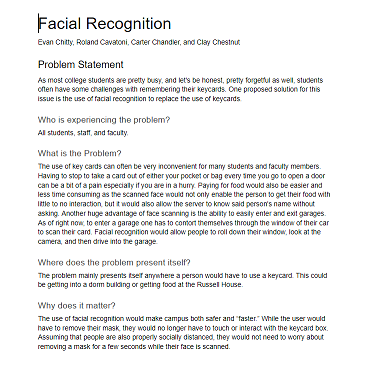 Facial Recognition
Evan Chitty, Roland Cavatoni, Carter Chandler, and Clay Chestnut
Problem Statement
As most college students are pretty busy, and let's be honest, pretty forgetful as well, students
often have some challenges with remembering their keycards. One proposed solution for this
issue is the use of facial recognition to replace the use of keycards.
Who is experiencing the problem?
All students, staff, and faculty.
What is the Problem?
The use of key cards can often be very inconvenient for many students and faculty members.
Having to stop to take a card out of either your pocket or bag every time you go to open a door
can be a bit of a pain especially if you are in a hurry. Paying for food would also be easier and
less time consuming as the scanned face would not only enable the person to get their food with
little to no interaction, but it would also allow the server to know said person's name without
asking. Another huge advantage of face scanning is the ability to easily enter and exit garages.
As of right now, to enter a garage one has to contort themselves through the window of their car
to scan their card. Facial recognition would allow people to roll down their window, look at the
camera, and then drive into the garage.
Where does the problem present itself?
The problem mainly presents itself anywhere a person would have to use a keycard. This could
be getting into a dorm building or getting food at the Russell House.
Why does it matter?
The use of facial recognition would make campus both safer and "faster." While the user would
have to remove their mask, they would no longer have to touch or interact with the keycard box.
Assuming that people are also properly socially distanced, they would not need to worry about
removing a mask for a few seconds while their face is scanned.